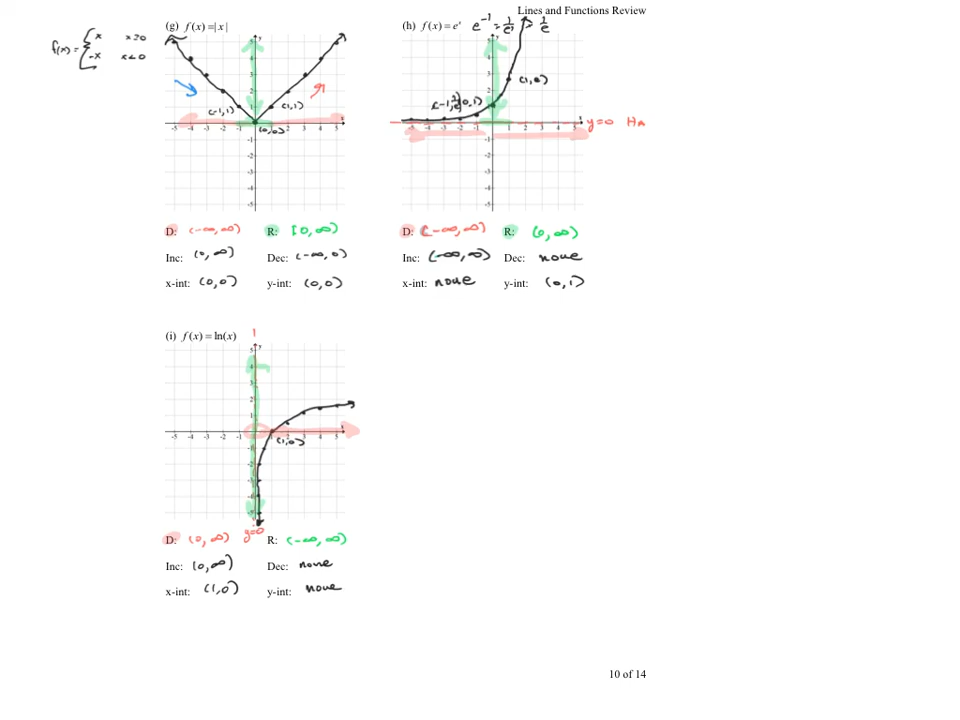 Lines and Functions Review
f(x) = { x x≥0
-x x<0
(g) f(x) = |x|
(-1,1) (1,1)
(0,0)
D: (-∞,∞) R: [0,∞)
Inc: (0,∞) Dec: (-∞,0)
x-int: (0,0) y-int: (0,0)
(h) f(x) = eˣ e⁻¹ = 1/e¹ = 1/e
(1,e)
(-1,1/e) (0,1)
y=0 HA
D: (-∞,∞) R: (0,∞)
Inc: (-∞,∞) Dec: none
x-int: none y-int: (0,1)
(i) f(x) = ln(x)
(1,0)
y=0
D: (0,∞) R: (-∞,∞)
Inc: (0,∞) Dec: none
x-int: (1,0) y-int: none
10 of 14